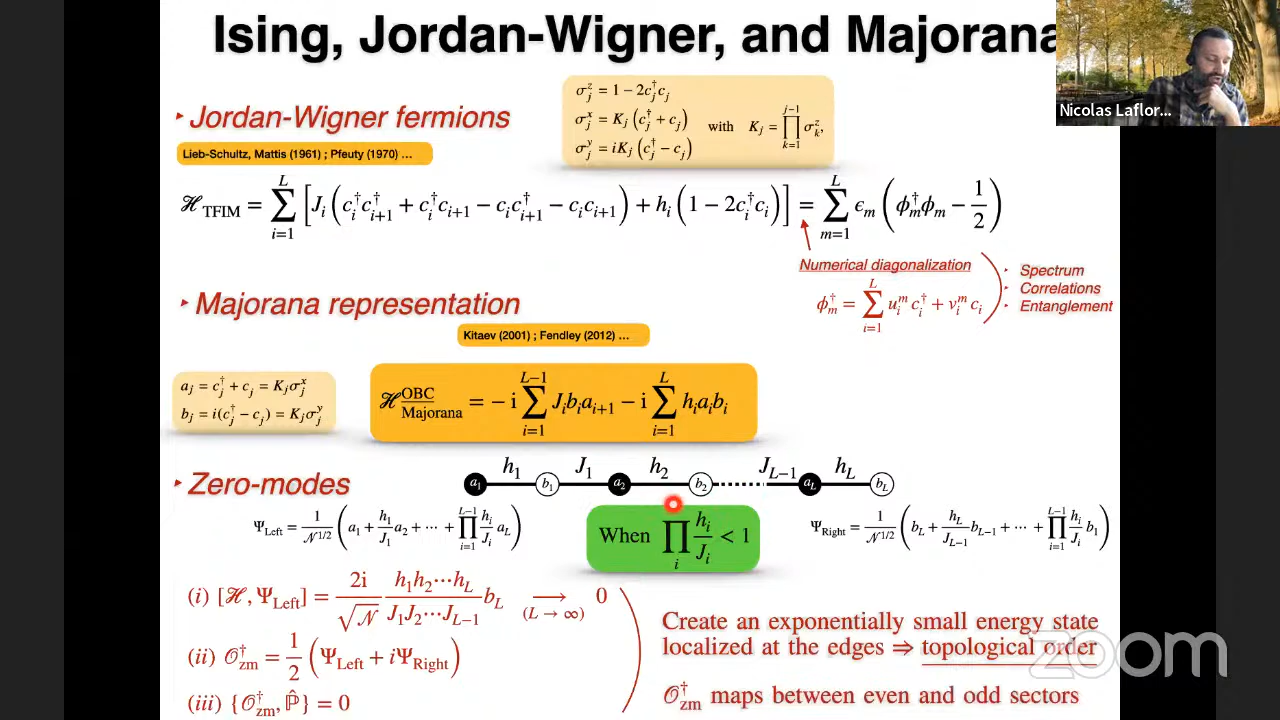 Ising, Jordan-Wigner, and Majorana
Nicolas Laflor...
‣ Jordan-Wigner fermions
σ_j^z = 1 − 2c_j^† c_j
σ_j^x = K_j (c_j^† + c_j) with K_j = ∏_{k=1}^{j−1} σ_k^z,
σ_j^y = iK_j (c_j^† − c_j)
Lieb-Schultz, Mattis (1961) ; Pfeuty (1970) ...
ℋ_TFIM = ∑_{i=1}^{L} [J_i (c_i^† c_{i+1}^† + c_i^† c_{i+1} − c_i c_{i+1}^† − c_i c_{i+1}) + h_i (1 − 2c_i^† c_i)] = ∑_{m=1}^{L} ϵ_m (ϕ_m^† ϕ_m − 1/2)
Numerical diagonalization
ϕ_m^† = ∑_{i=1}^{L} u_i^m c_i^† + v_i^m c_i
‣ Spectrum
‣ Correlations
‣ Entanglement
‣ Majorana representation
Kitaev (2001) ; Fendley (2012) ...
a_j = c_j^† + c_j = K_j σ_j^x
b_j = i(c_j^† − c_j) = K_j σ_j^y
ℋ^{OBC}_{Majorana} = − i ∑_{i=1}^{L−1} J_i b_i a_{i+1} − i ∑_{i=1}^{L} h_i a_i b_i
‣ Zero-modes
h_1 J_1 h_2 J_{L−1} h_L
a_1 b_1 a_2 b_2 a_L b_L
Ψ_Left = 1/𝒩^{1/2} (a_1 + h_1/J_1 a_2 + ⋯ + ∏_{i=1}^{L−1} h_i/J_i a_L)
When ∏_i h_i/J_i < 1
Ψ_Right = 1/𝒩^{1/2} (b_L + h_L/J_{L−1} b_{L−1} + ⋯ + ∏_{i=1}^{L−1} h_i/J_i b_1)
(i) [ℋ, Ψ_Left] = 2i/√𝒩 h_1h_2⋯h_L/J_1J_2⋯J_{L−1} b_L ⟶ (L → ∞) 0
(ii) 𝒪_zm^† = 1/2 (Ψ_Left + iΨ_Right)
(iii) {𝒪_zm^†, ℙ̂} = 0
Create an exponentially small energy state
localized at the edges ⇒ topological order
𝒪_zm^† maps between even and odd sectors
zoom